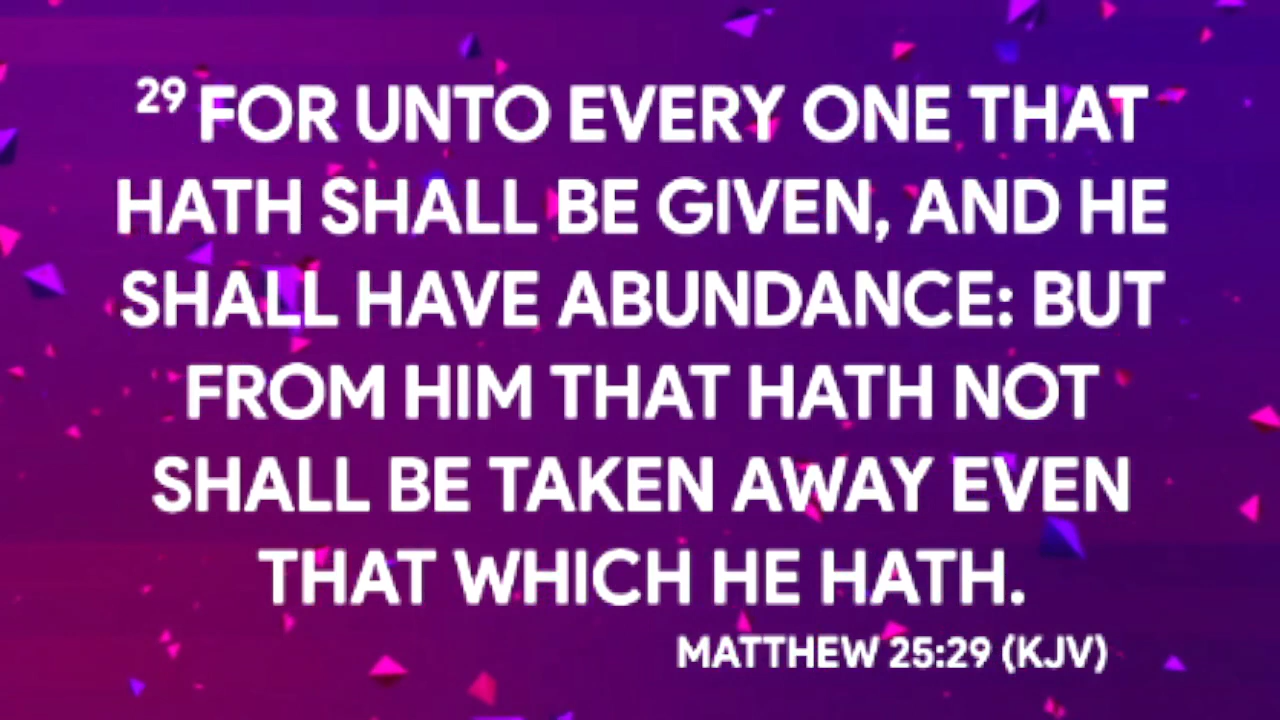 29 FOR UNTO EVERY ONE THAT
HATH SHALL BE GIVEN, AND HE
SHALL HAVE ABUNDANCE: BUT
FROM HIM THAT HATH NOT
SHALL BE TAKEN AWAY EVEN
THAT WHICH HE HATH.
MATTHEW 25:29 (KJV)